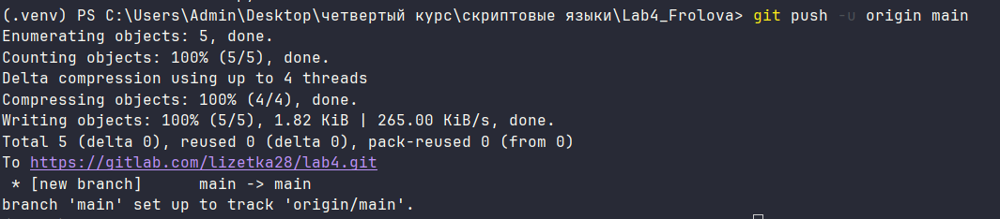 (.venv) PS C:\Users\Admin\Desktop\четвертый курс\скриптовые языки\Lab4_Frolova> git push -u origin main
Enumerating objects: 5, done.
Counting objects: 100% (5/5), done.
Delta compression using up to 4 threads
Compressing objects: 100% (4/4), done.
Writing objects: 100% (5/5), 1.82 KiB | 265.00 KiB/s, done.
Total 5 (delta 0), reused 0 (delta 0), pack-reused 0 (from 0)
To https://gitlab.com/lizetka28/lab4.git
 * [new branch]      main -> main
branch 'main' set up to track 'origin/main'.